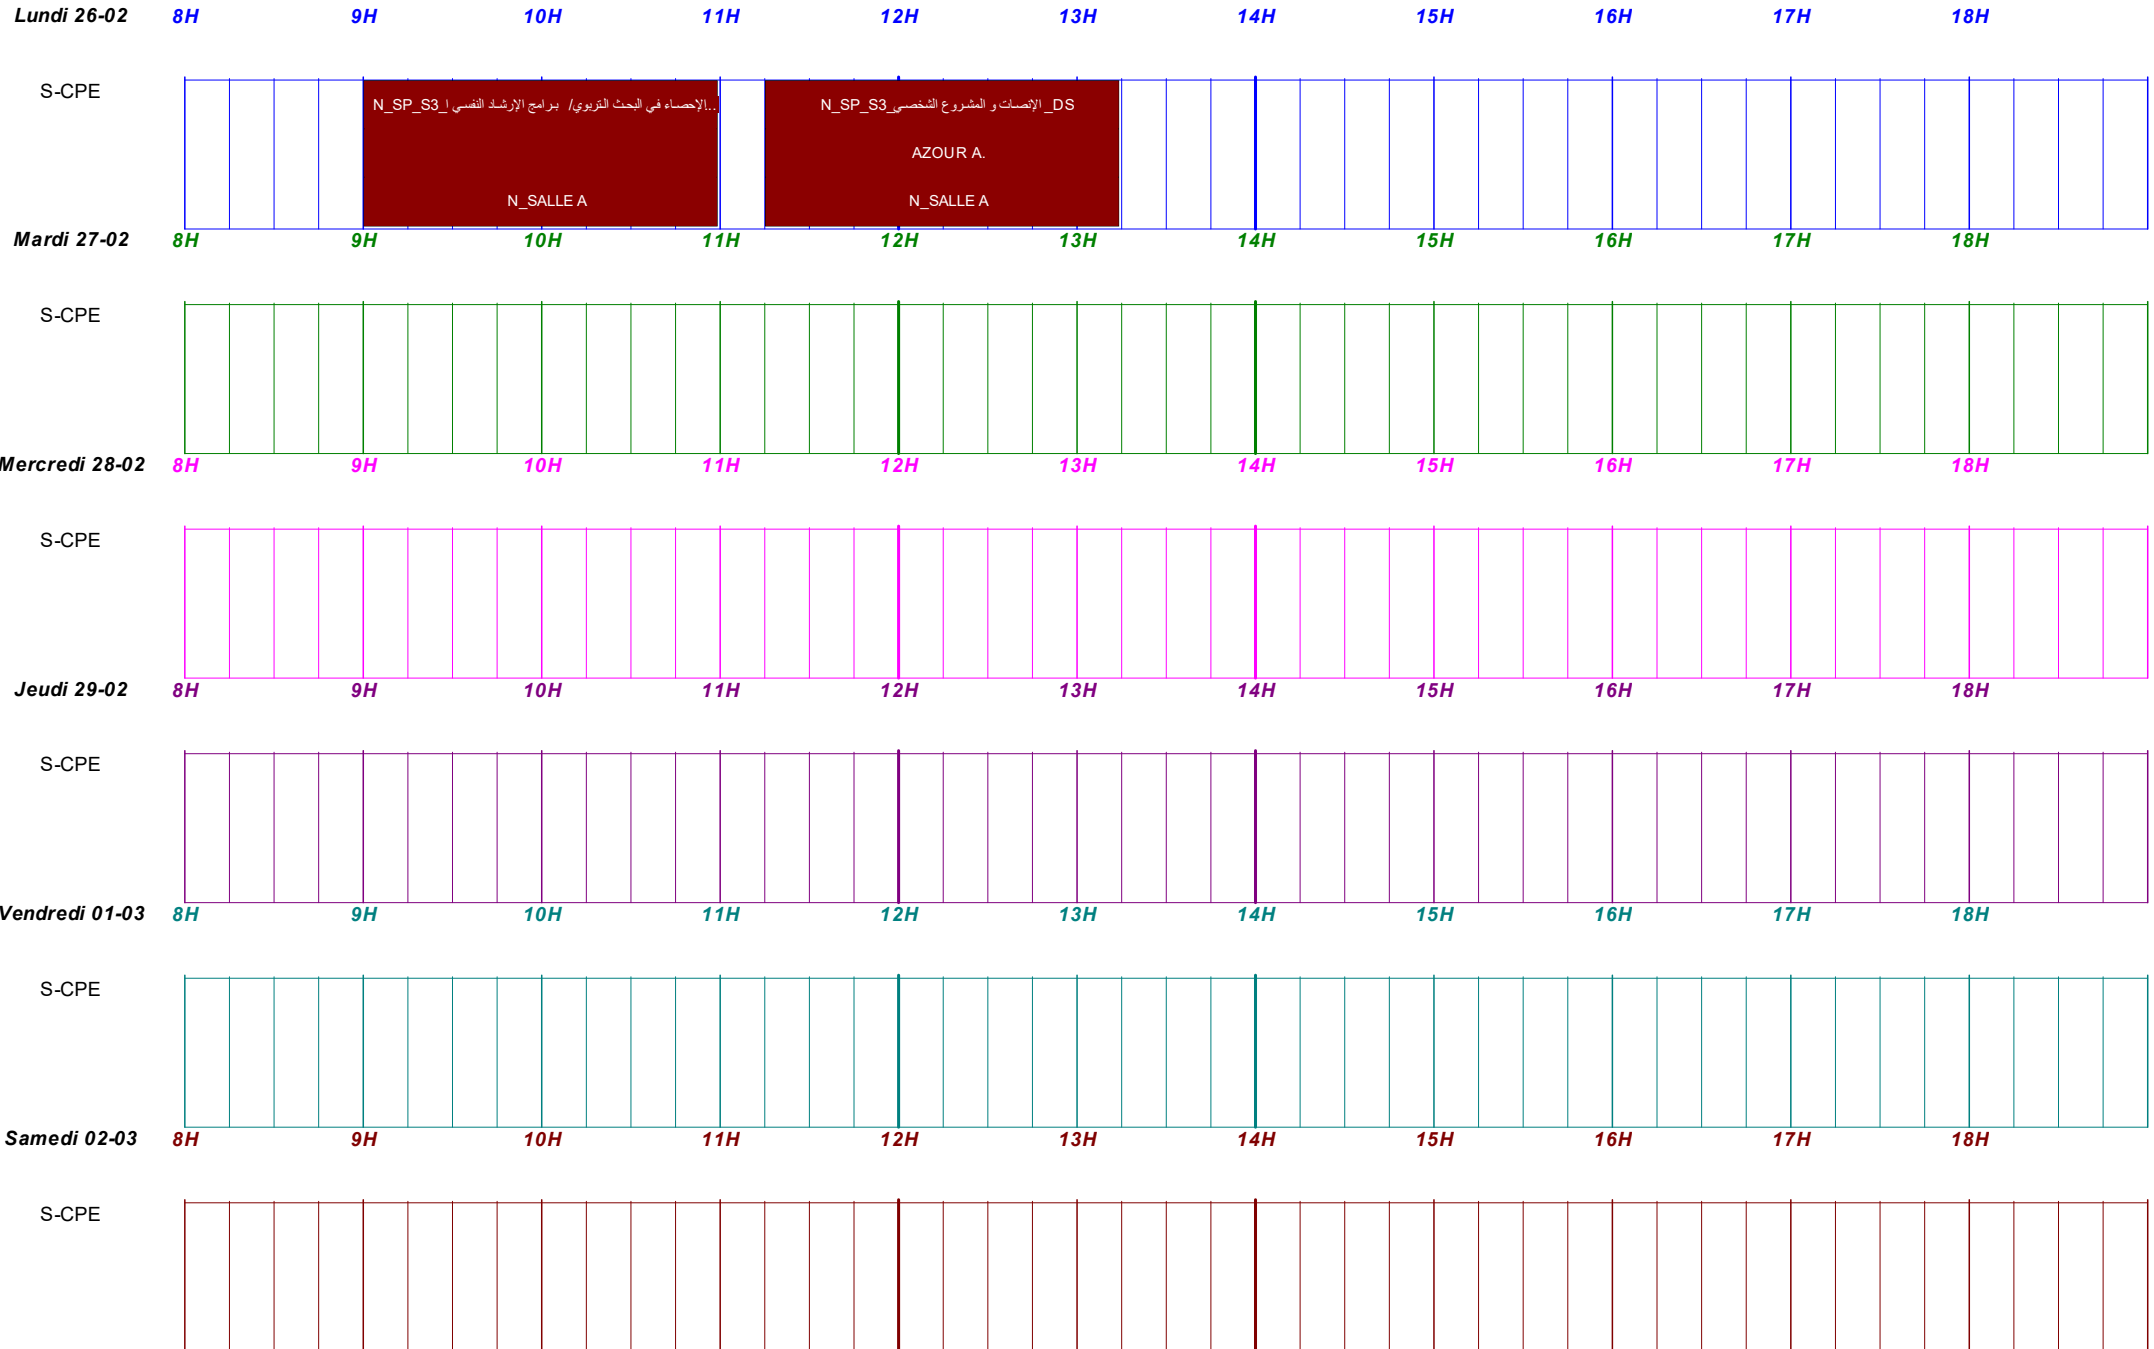 Lundi 26-02 8H 9H 10H 11H 12H 13H 14H 15H 16H 17H 18H
S-CPE
N_SP_S3_الإحصاء في البحث التربوي/ برامج الإرشاد النفسي ا...
N_SALLE A
N_SP_S3_الإنصات و المشروع الشخصي_DS
AZOUR A.
N_SALLE A
Mardi 27-02 8H 9H 10H 11H 12H 13H 14H 15H 16H 17H 18H
S-CPE
Mercredi 28-02 8H 9H 10H 11H 12H 13H 14H 15H 16H 17H 18H
S-CPE
Jeudi 29-02 8H 9H 10H 11H 12H 13H 14H 15H 16H 17H 18H
S-CPE
Vendredi 01-03 8H 9H 10H 11H 12H 13H 14H 15H 16H 17H 18H
S-CPE
Samedi 02-03 8H 9H 10H 11H 12H 13H 14H 15H 16H 17H 18H
S-CPE